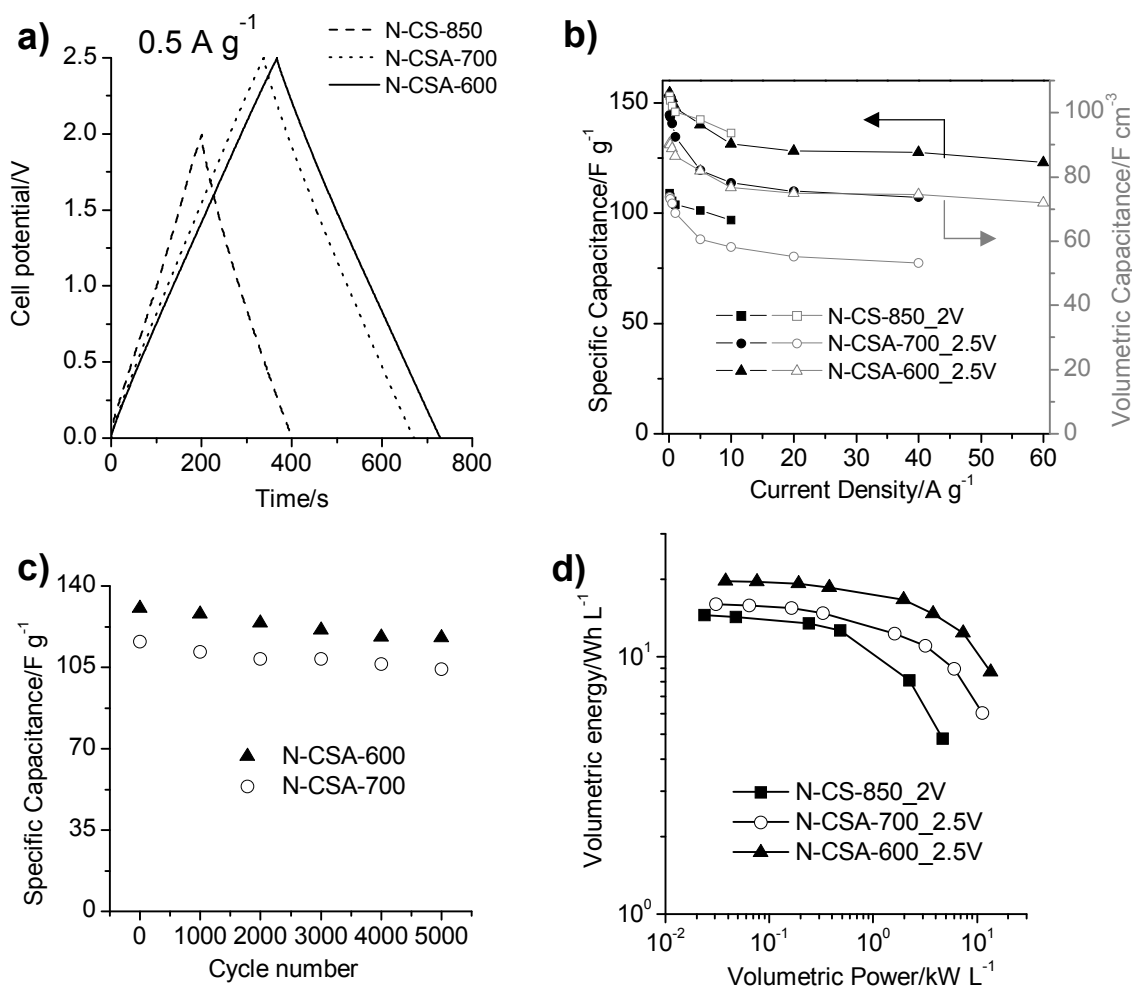 a)
0.5 A g⁻¹
N-CS-850
N-CSA-700
N-CSA-600
2.5
2.0
1.5
1.0
0.5
0.0
Cell potential/V
0 200 400 600 800
Time/s
b)
150
100
50
0
Specific Capacitance/F g⁻¹
100
80
60
40
20
0
Volumetric Capacitance/F cm⁻³
N-CS-850_2V
N-CSA-700_2.5V
N-CSA-600_2.5V
0 10 20 30 40 50 60
Current Density/A g⁻¹
c)
140
105
70
35
0
Specific Capacitance/F g⁻¹
N-CSA-600
N-CSA-700
0 1000 2000 3000 4000 5000
Cycle number
d)
10¹
10⁰
Volumetric energy/Wh L⁻¹
N-CS-850_2V
N-CSA-700_2.5V
N-CSA-600_2.5V
10⁻² 10⁻¹ 10⁰ 10¹
Volumetric Power/kW L⁻¹